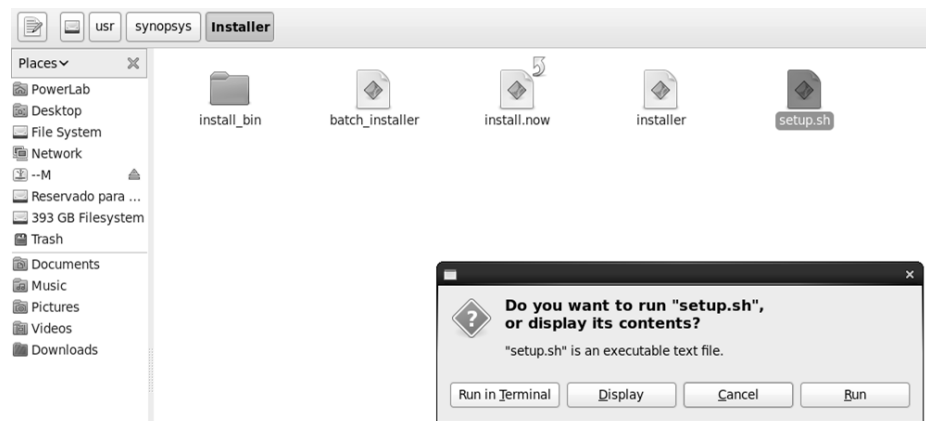 usr synopsys Installer
Places
PowerLab
Desktop
File System
Network
--M
Reservado para ...
393 GB Filesystem
Trash
Documents
Music
Pictures
Videos
Downloads
install_bin batch_installer install.now installer setup.sh
Do you want to run "setup.sh",
or display its contents?
"setup.sh" is an executable text file.
Run in Terminal Display Cancel Run